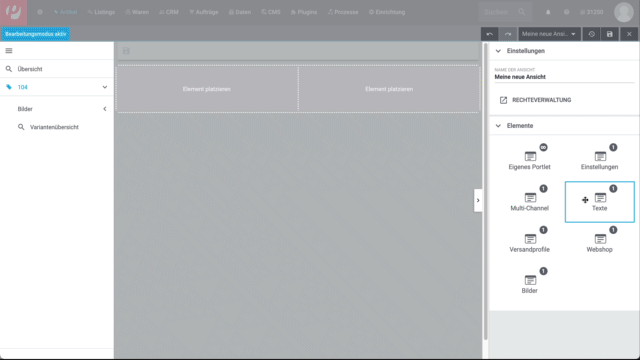 Artikel Listings Waren CRM Aufträge Daten CMS Plugins Prozesse Einrichtung
Bearbeitungsmodus aktiv
Meine neue Ansi...
Übersicht
104
Bilder
Variantenübersicht
Element platzieren
Element platzieren
Einstellungen
NAME DER ANSICHT
Meine neue Ansicht
RECHTEVERWALTUNG
Elemente
Eigenes Portlet
1
Einstellungen
1
Multi-Channel
1
Texte
1
Versandprofile
1
Webshop
1
Bilder